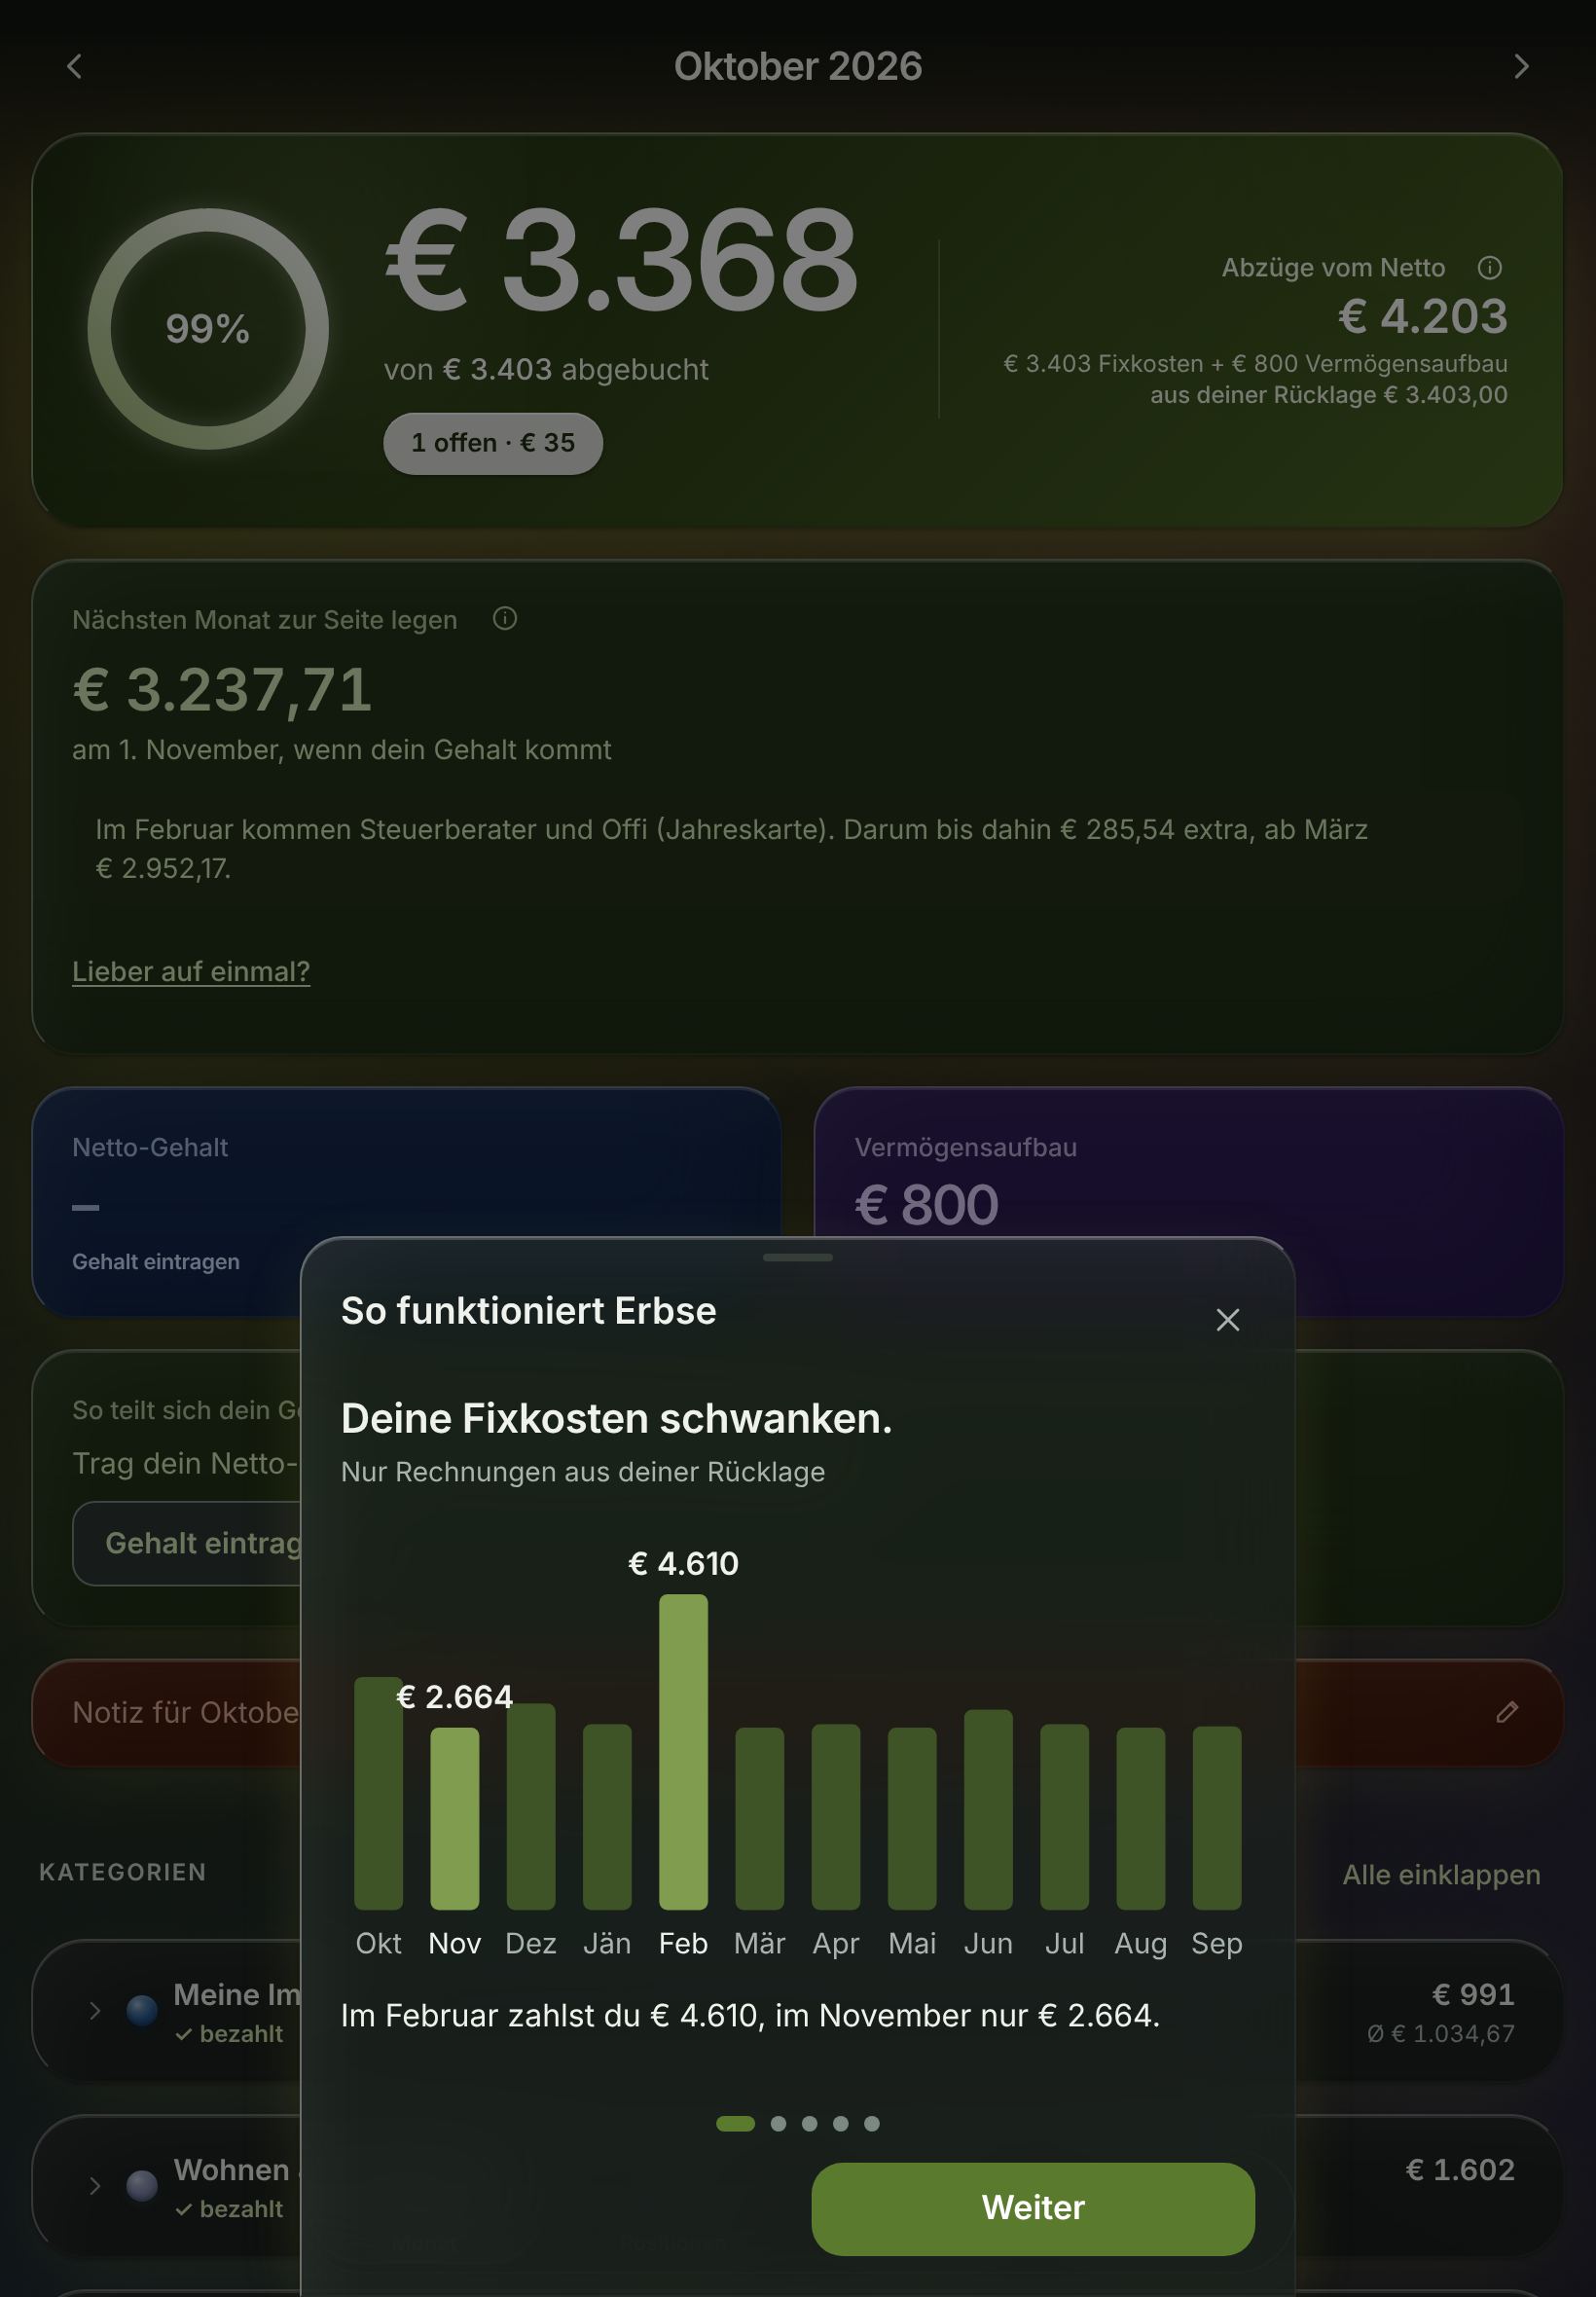 Oktober 2026
99%
€ 3.368
von € 3.403 abgebucht
1 offen · € 35
Abzüge vom Netto
€ 4.203
€ 3.403 Fixkosten + € 800 Vermögensaufbau
aus deiner Rücklage € 3.403,00
Nächsten Monat zur Seite legen
€ 3.237,71
am 1. November, wenn dein Gehalt kommt
Im Februar kommen Steuerberater und Offi (Jahreskarte). Darum bis dahin € 285,54 extra, ab März
€ 2.952,17.
Lieber auf einmal?
Netto-Gehalt
–
Gehalt eintragen
Vermögensaufbau
€ 800
So teilt sich dein
Trag dein Netto-
Gehalt eintrag
Notiz für Oktobe
KATEGORIEN
Alle einklappen
Meine Im
✓ bezahlt
€ 991
Ø € 1.034,67
Wohnen
✓ bezahlt
€ 1.602
So funktioniert Erbse
Deine Fixkosten schwanken.
Nur Rechnungen aus deiner Rücklage
€ 4.610
€ 2.664
Okt Nov Dez Jän Feb Mär Apr Mai Jun Jul Aug Sep
Im Februar zahlst du € 4.610, im November nur € 2.664.
Weiter